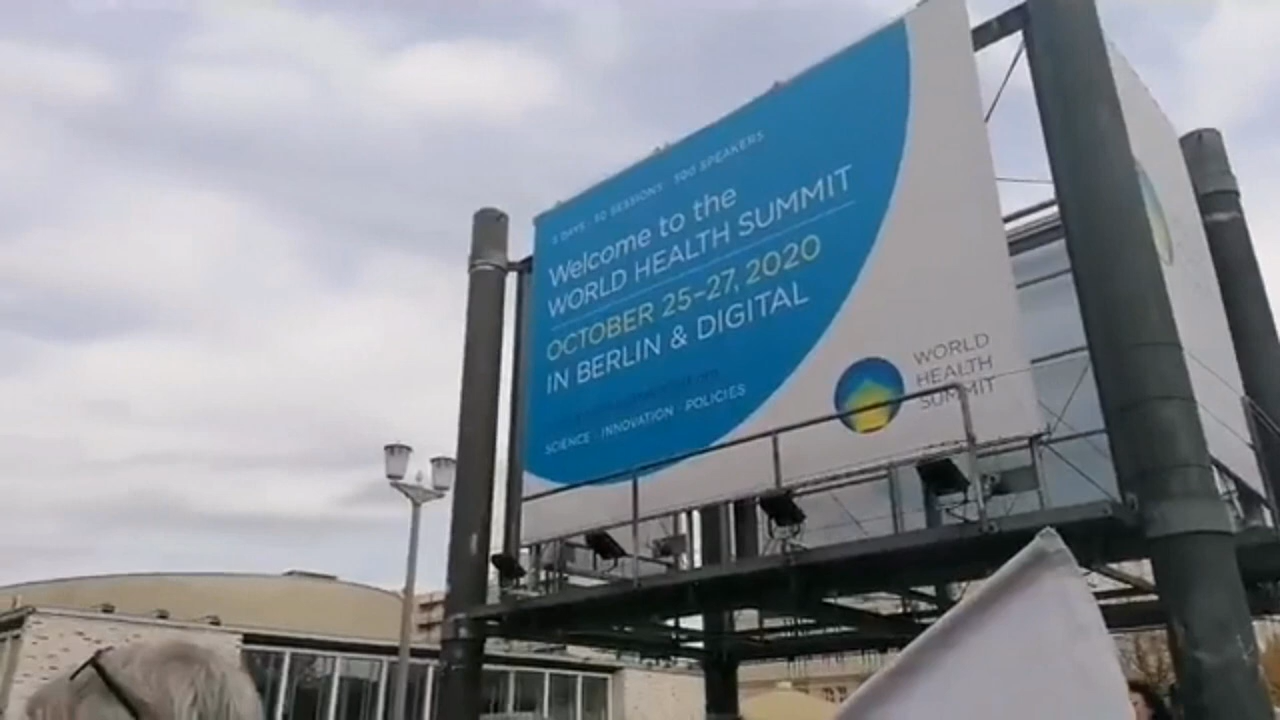 3 DAYS · 50 SESSIONS · 300 SPEAKERS
Welcome to the
WORLD HEALTH SUMMIT
OCTOBER 25–27, 2020
IN BERLIN & DIGITAL
SCIENCE · INNOVATION · POLICIES
WORLD
HEALTH
SUMMIT